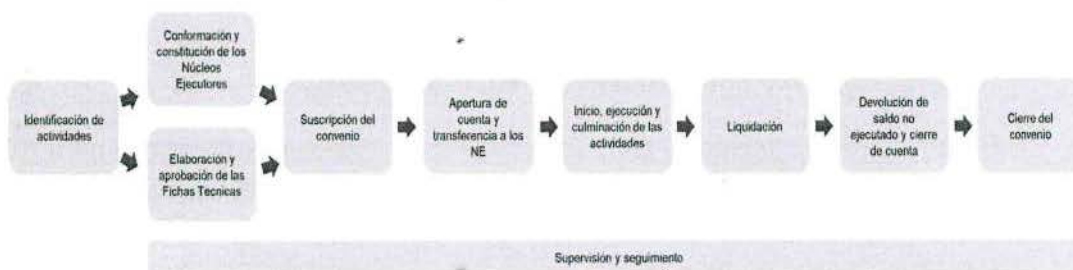 Identificación de
actividades
Conformación y
constitución de los
Núcleos
Ejecutores
Elaboración y
aprobación de las
Fichas Tecnicas
Suscripción del
convenio
Apertura de
cuenta y
transferencia a los
NE
Inicio, ejecución y
culminación de las
actividades
Liquidación
Devolución de
saldo no
ejecutado y cierre
de cuenta
Cierre del
convenio
Supervisión y seguimiento